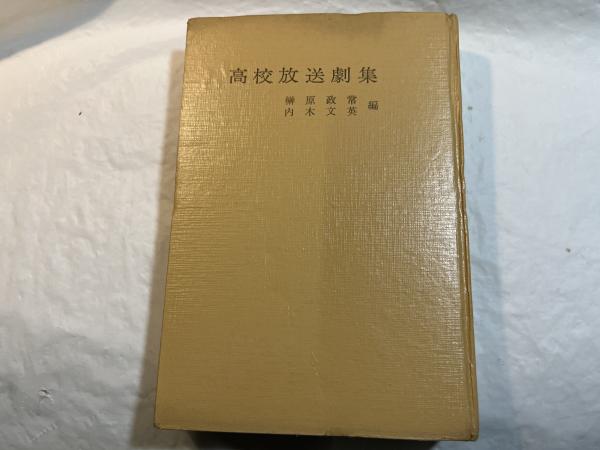 高校放送劇集
榊原政常
内木文英 編